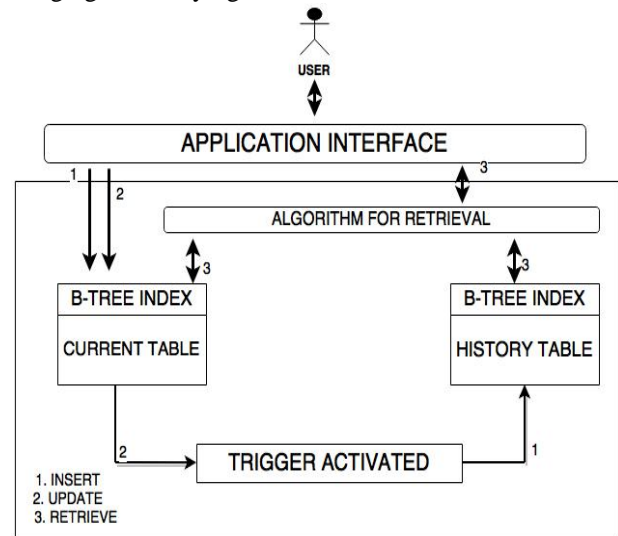 USER
APPLICATION INTERFACE
1
2
3
ALGORITHM FOR RETRIEVAL
3
3
B-TREE INDEX
CURRENT TABLE
B-TREE INDEX
HISTORY TABLE
2
TRIGGER ACTIVATED
1
1. INSERT
2. UPDATE
3. RETRIEVE